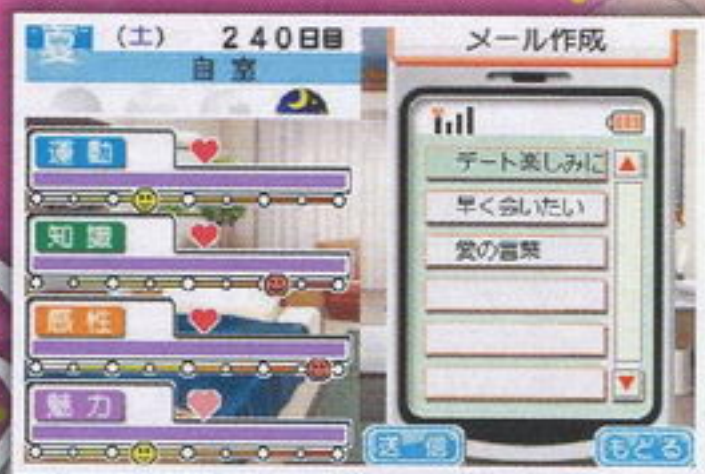 夏 (土) 240日目
自室
運動
知識
感性
魅力
メール作成
デート楽しみに
早く会いたい
愛の言葉
送信
もどる